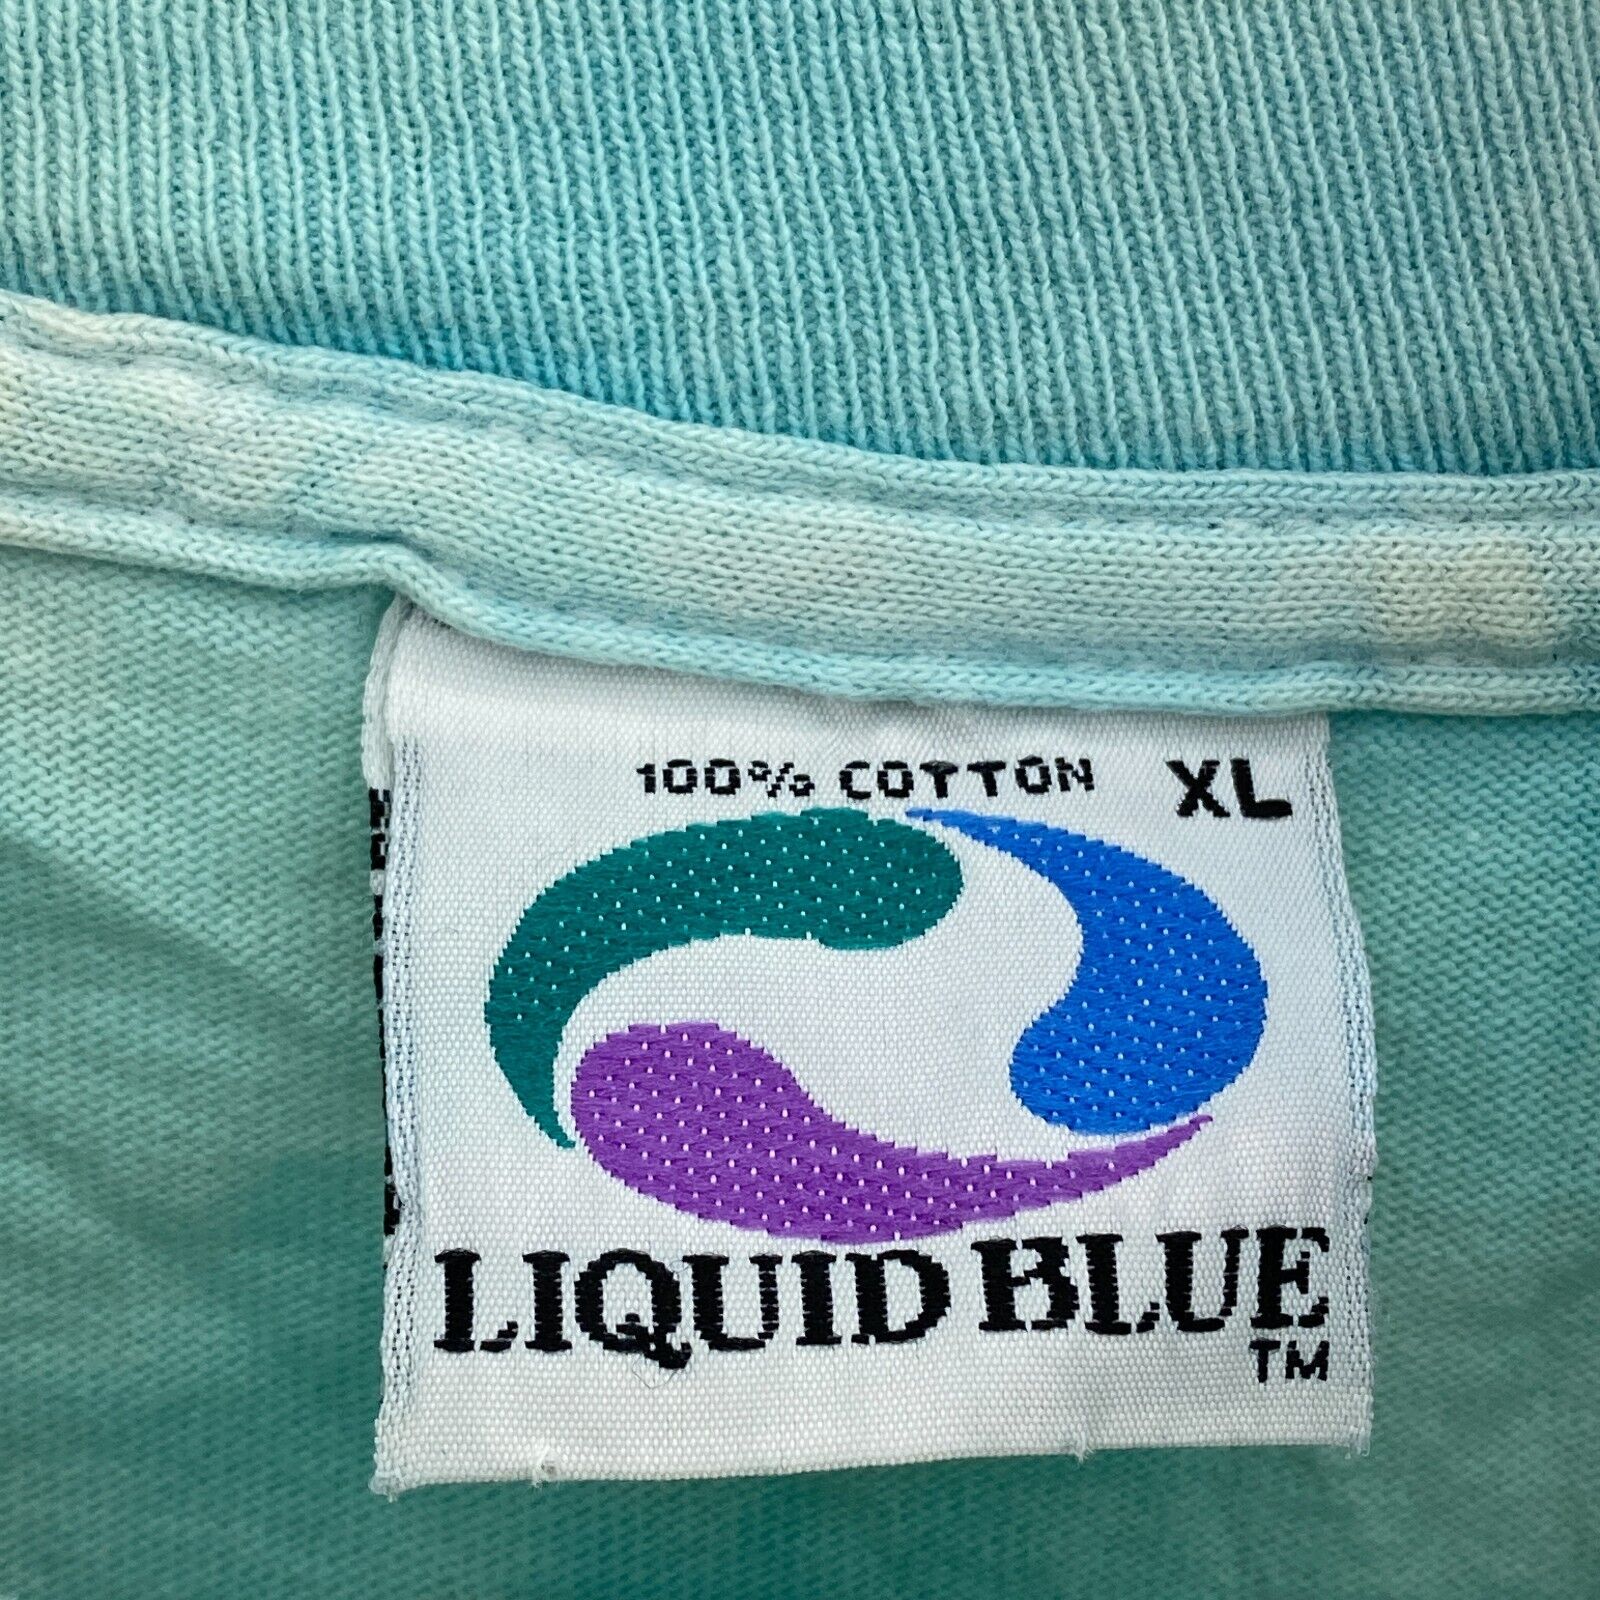 100% COTTON XL
LIQUID BLUE
TM